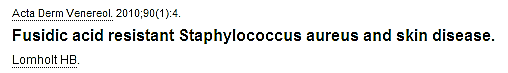 Acta Derm Venereol. 2010;90(1):4.
Fusidic acid resistant Staphylococcus aureus and skin disease.
Lomholt HB.